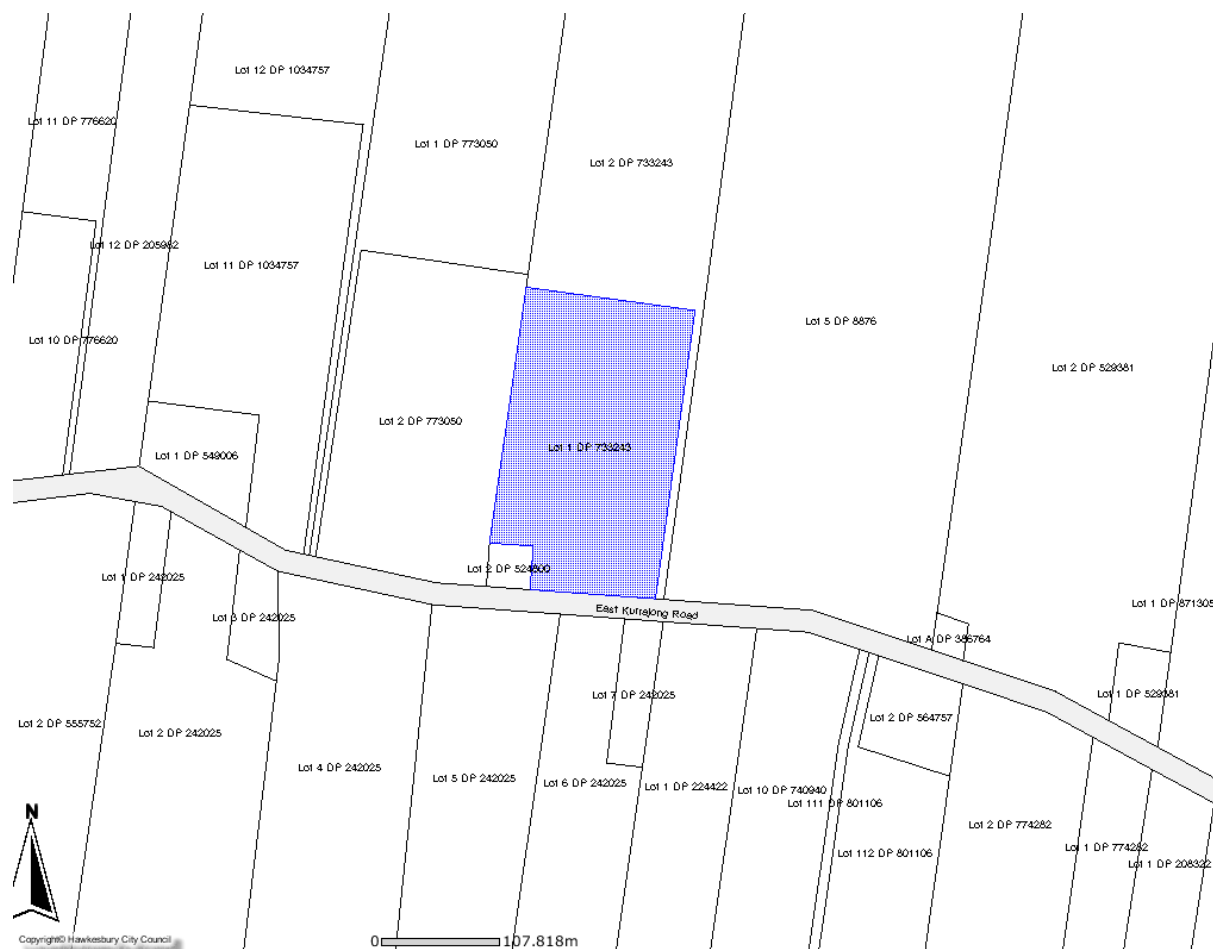 Lot 12 DP 1034757
Lot 11 DP 776620
Lot 1 DP 773050
Lot 2 DP 733243
Lot 12 DP 205982
Lot 11 DP 1034757
Lot 5 DP 8876
Lot 10 DP 776620
Lot 2 DP 529381
Lot 2 DP 773050
Lot 1 DP 733243
Lot 1 DP 549006
Lot 2 DP 524800
Lot 1 DP 242025
East Kurrajong Road
Lot 1 DP 871305
Lot 3 DP 242025
Lot A DP 386764
Lot 7 DP 242025
Lot 1 DP 529381
Lot 2 DP 555752
Lot 2 DP 242025
Lot 2 DP 564757
Lot 4 DP 242025
Lot 5 DP 242025
Lot 6 DP 242025
Lot 1 DP 224422
Lot 10 DP 740940
Lot 111 DP 801106
N
Lot 2 DP 774282
Lot 1 DP 774282
Lot 112 DP 801106
Lot 1 DP 208322
Copyright© Hawkesbury City Council
0 107.818m